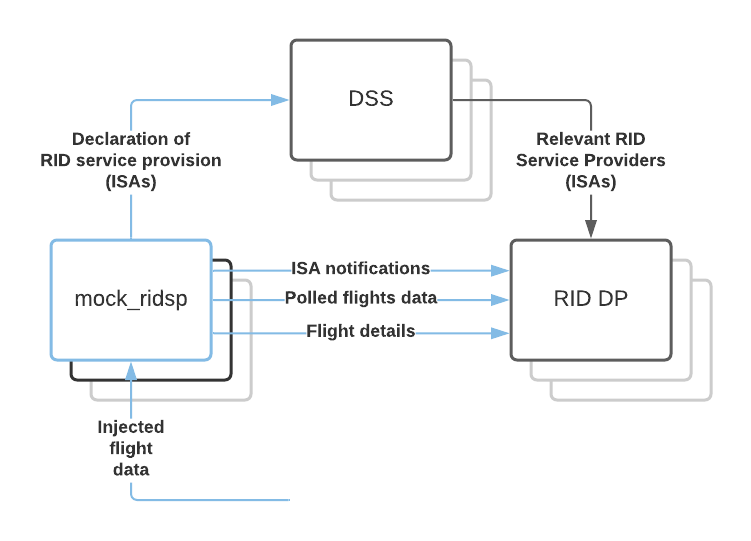 DSS
Declaration of
RID service provision
(ISAs)
Relevant RID
Service Providers
(ISAs)
mock_ridsp
ISA notifications
Polled flights data
Flight details
RID DP
Injected
flight
data